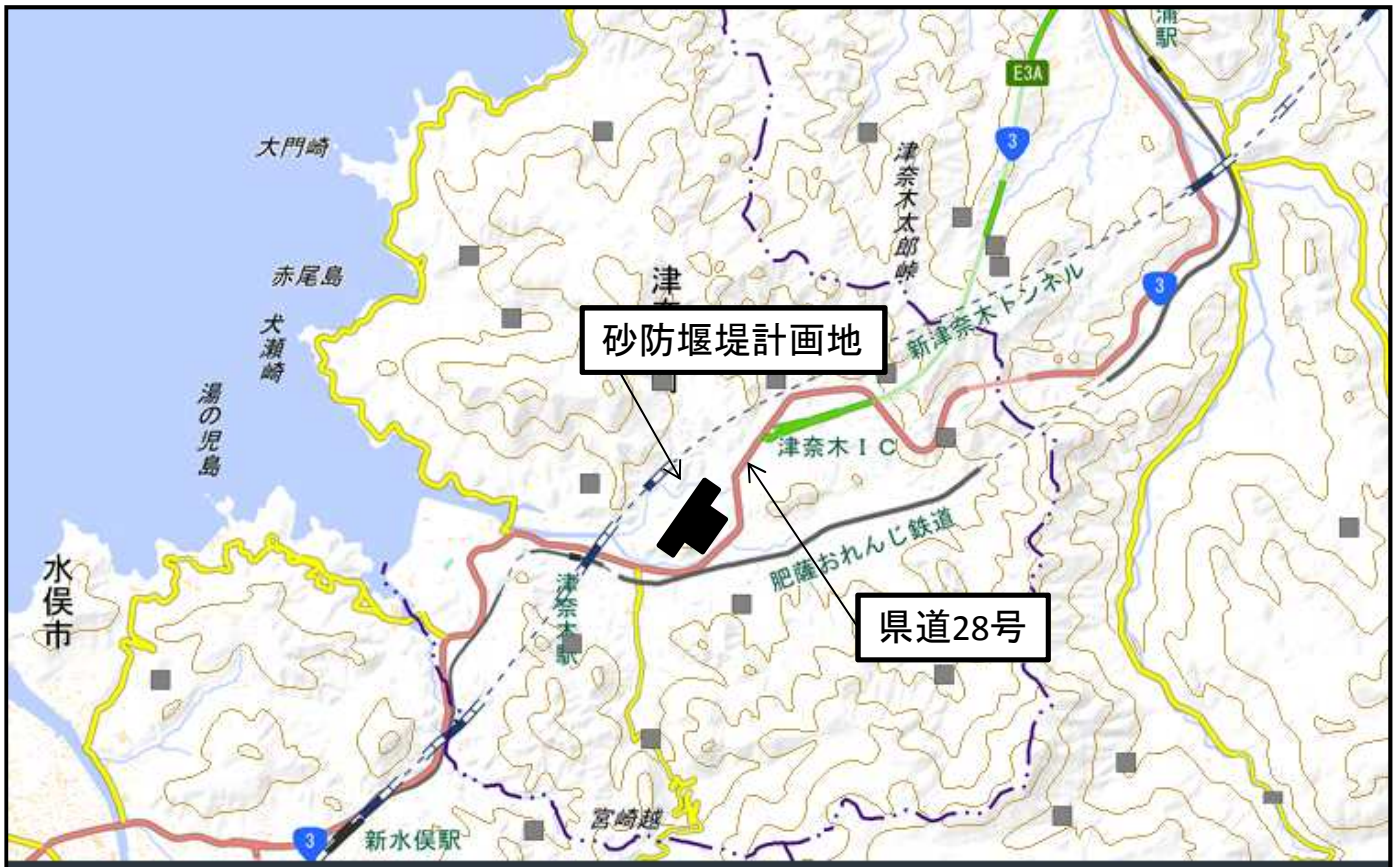 浦駅
E3A
3
大門崎
津奈木太郎峠
赤尾島
3
犬瀬崎
新津奈木トンネル
砂防堰堤計画地
湯の児島
津奈木IC
肥薩おれんじ鉄道
水俣市
津奈木駅
県道28号
宮崎越
3
新水俣駅